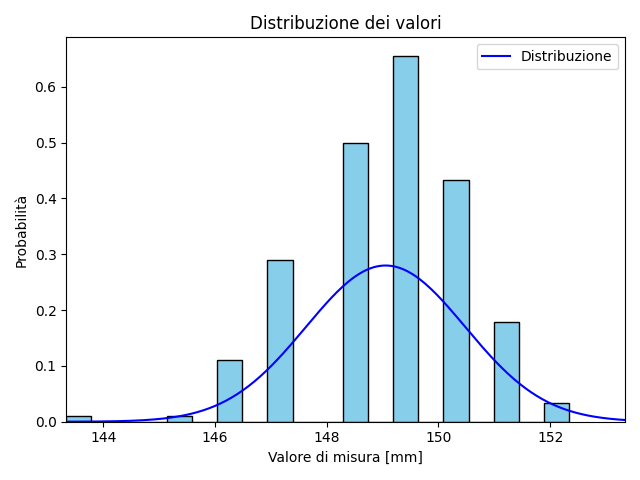 Distribuzione dei valori
Distribuzione
Probabilità
0.6
0.5
0.4
0.3
0.2
0.1
0.0
144 146 148 150 152
Valore di misura [mm]